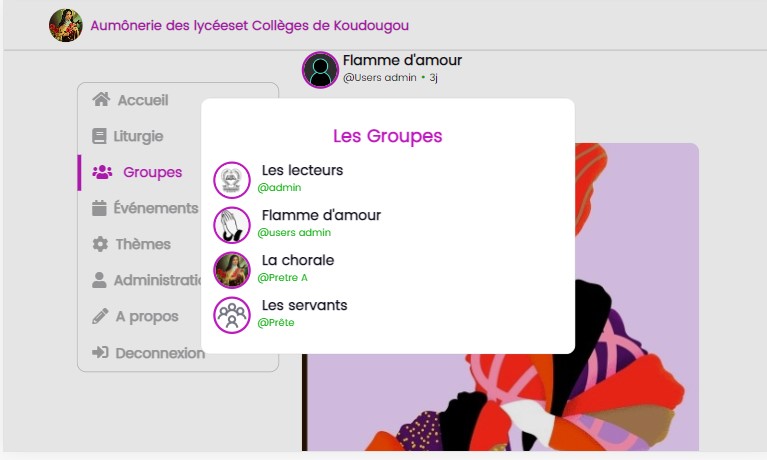 Aumônerie des lycéeset Collèges de Koudougou
Flamme d'amour
@Users admin • 3j
Accueil
Liturgie
Groupes
Événements
Thèmes
Administratio
A propos
Deconnexion
Les Groupes
Les lecteurs
@admin
Flamme d'amour
@users admin
La chorale
@Pretre A
Les servants
@Prête